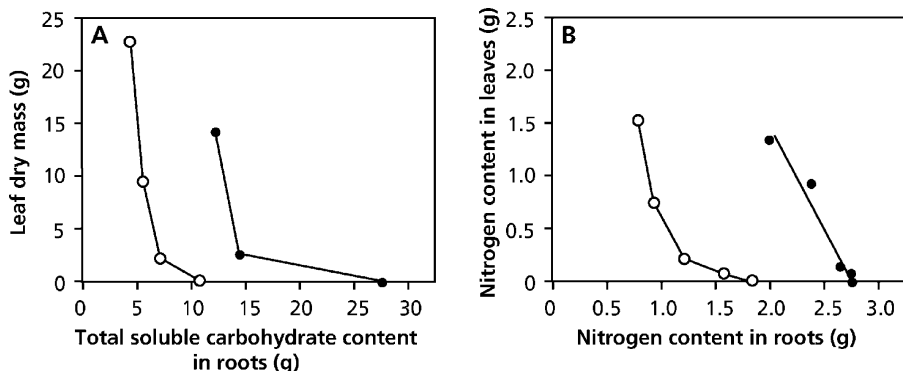 A
25
20
15
10
5
0
Leaf dry mass (g)
0 5 10 15 20 25 30
Total soluble carbohydrate content
in roots (g)
B
2.5
2.0
1.5
1.0
0.5
0
Nitrogen content in leaves (g)
0 0.5 1.0 1.5 2.0 2.5 3.0
Nitrogen content in roots (g)